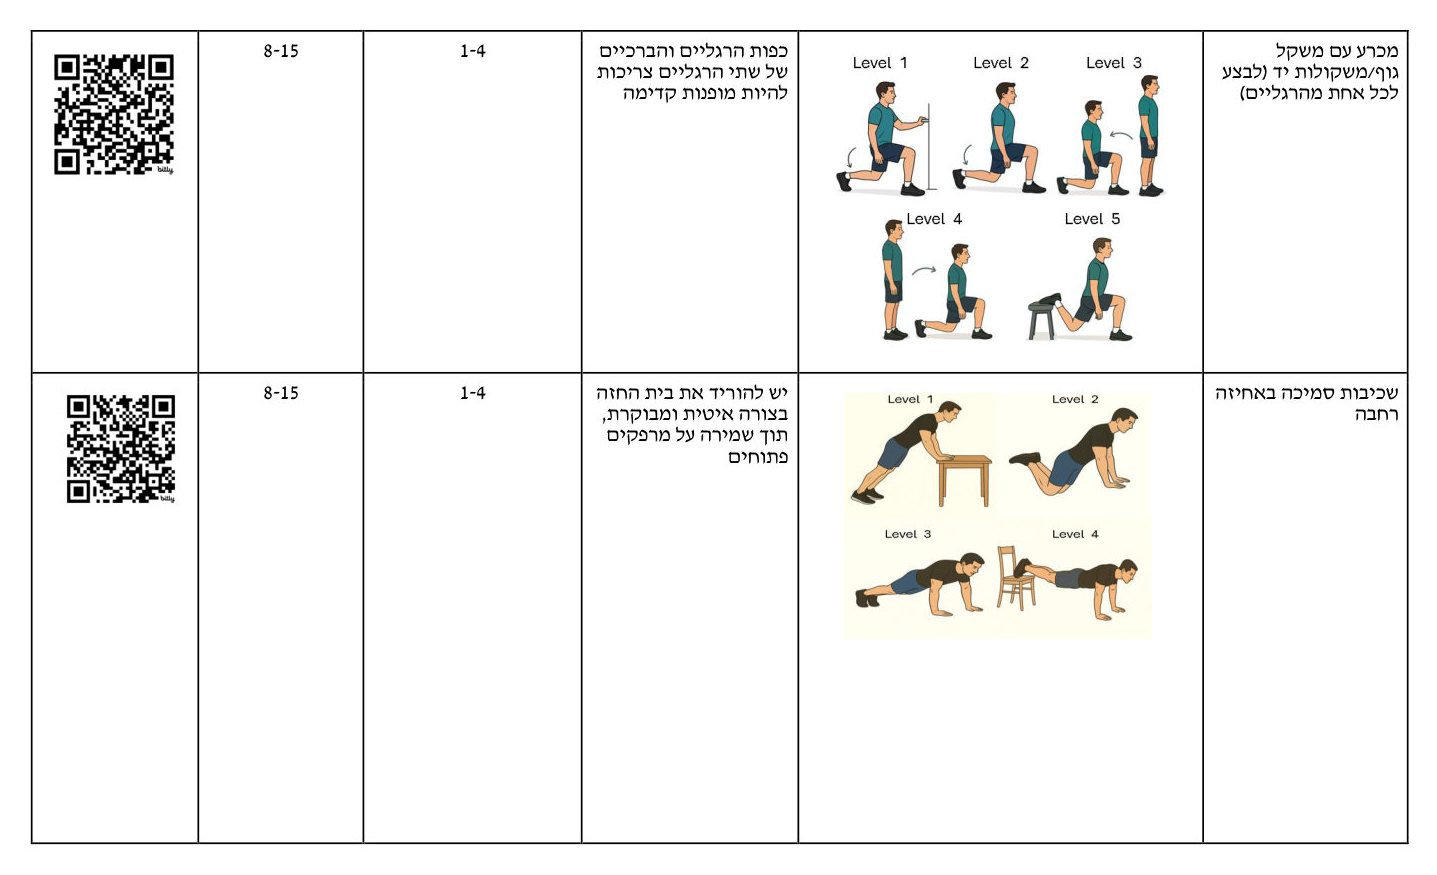 מכרע עם משקל
גוף/משקולות יד (לבצע
לכל אחת מהרגליים)
Level 1
Level 2
Level 3
Level 4
Level 5
כפות הרגליים והברכיים
של שתי הרגליים צריכות
להיות מופנות קדימה
1-4
8-15
bitly
שכיבות סמיכה באחיזה
רחבה
Level 1
Level 2
Level 3
Level 4
יש להוריד את בית החזה
בצורה איטית ומבוקרת,
תוך שמירה על מרפקים
פתוחים
1-4
8-15
bitly